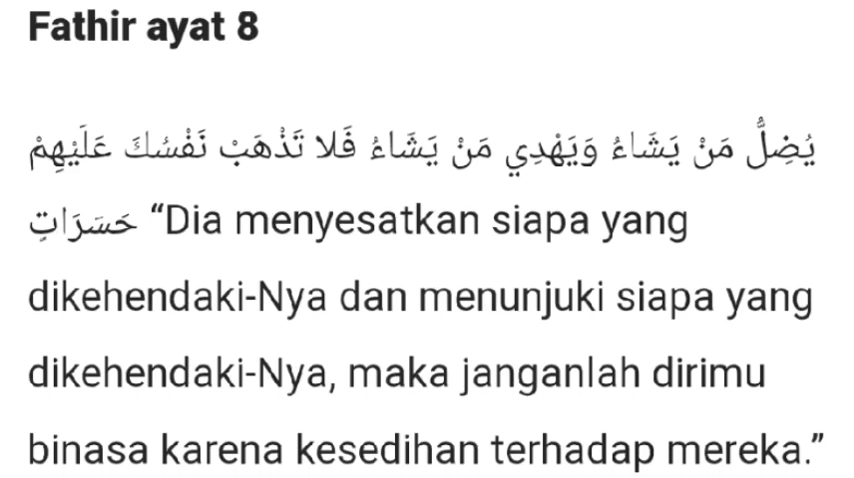 Fathir ayat 8
يُضِلُّ مَنْ يَشَاءُ وَيَهْدِي مَنْ يَشَاءُ فَلا تَذْهَبْ نَفْسُكَ عَلَيْهِمْ
حَسَرَاتٍ “Dia menyesatkan siapa yang
dikehendaki-Nya dan menunjuki siapa yang
dikehendaki-Nya, maka janganlah dirimu
binasa karena kesedihan terhadap mereka.”